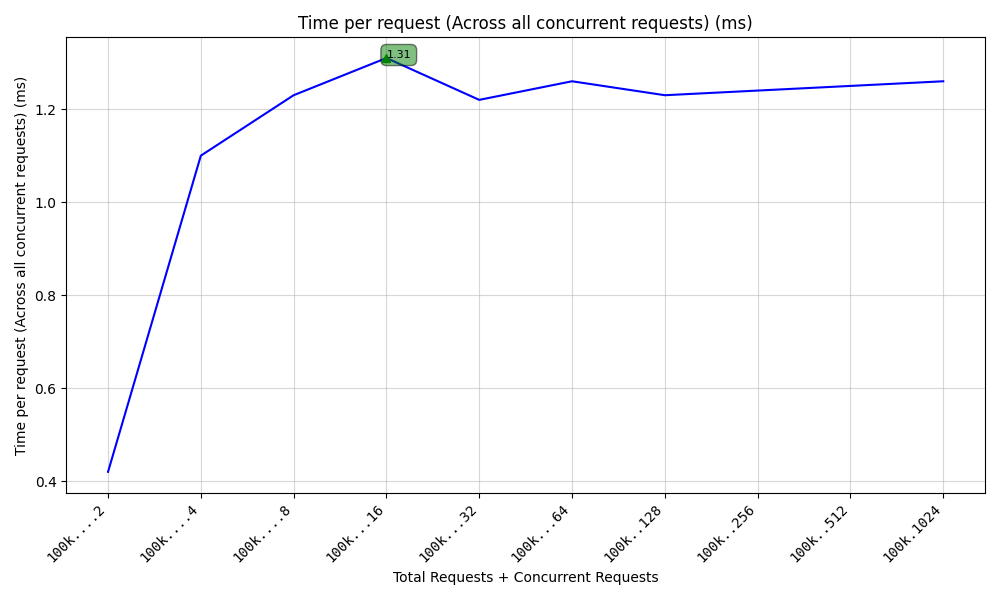 Time per request (Across all concurrent requests) (ms)
1.31
Time per request (Across all concurrent requests) (ms)
1.2
1.0
0.8
0.6
0.4
100k....2
100k....4
100k....8
100k...16
100k...32
100k...64
100k..128
100k..256
100k..512
100k.1024
Total Requests + Concurrent Requests